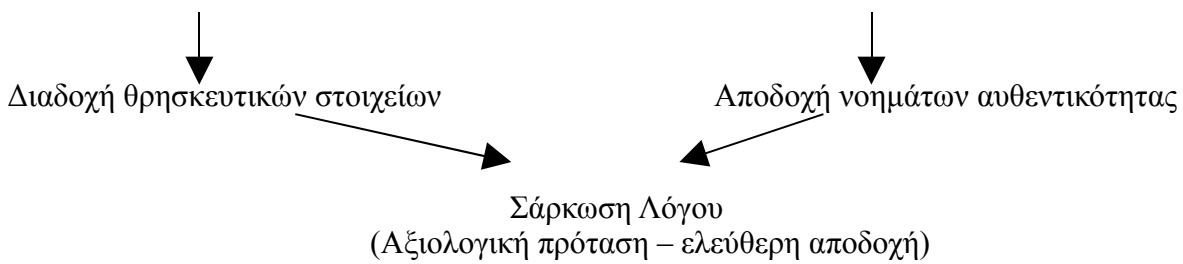 Διαδοχή θρησκευτικών στοιχείων
Αποδοχή νοημάτων αυθεντικότητας
Σάρκωση Λόγου
(Αξιολογική πρόταση – ελεύθερη αποδοχή)